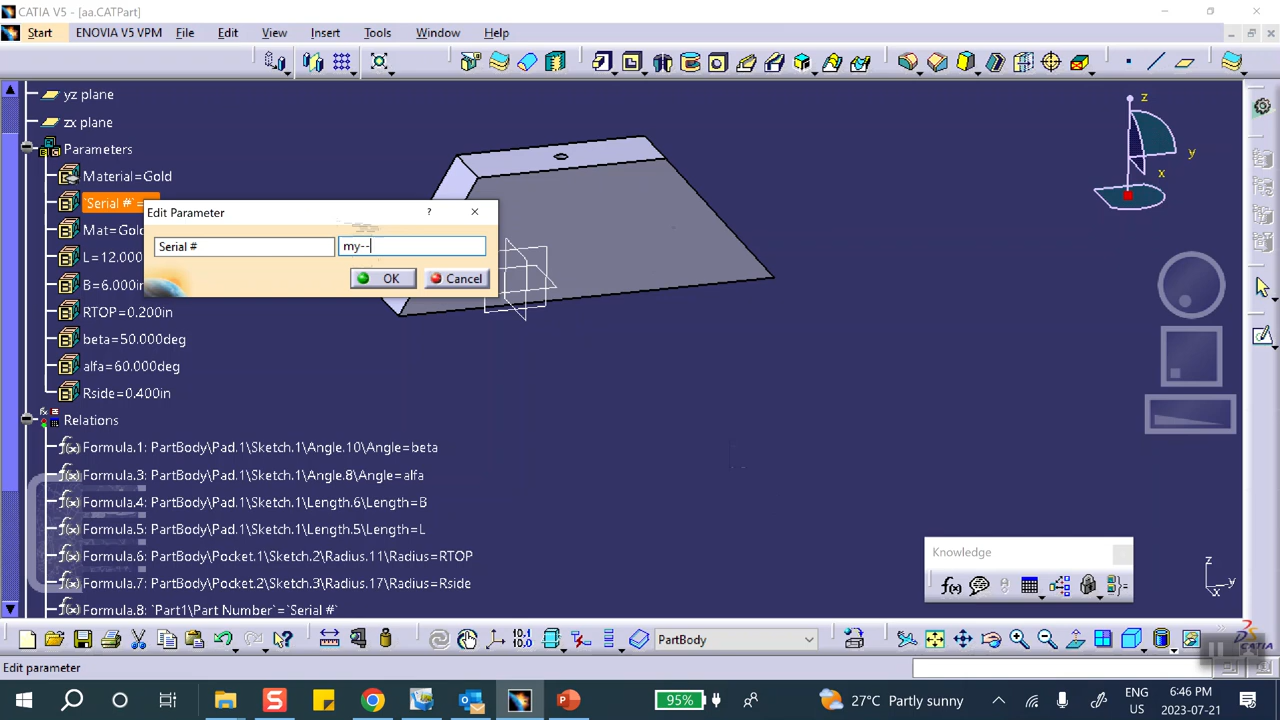 CATIA V5 - [aa.CATPart]
Start ENOVIA V5 VPM File Edit View Insert Tools Window Help
yz plane
zx plane
Parameters
Material=Gold
`Serial #`=
Edit Parameter ?
Mat=Gold
Serial # my--
L=12.000
B=6.000in
OK Cancel
RTOP=0.200in
beta=50.000deg
alfa=60.000deg
Rside=0.400in
Relations
Formula.1: PartBody\Pad.1\Sketch.1\Angle.10\Angle=beta
Formula.3: PartBody\Pad.1\Sketch.1\Angle.8\Angle=alfa
Formula.4: PartBody\Pad.1\Sketch.1\Length.6\Length=B
Formula.5: PartBody\Pad.1\Sketch.1\Length.5\Length=L
Formula.6: PartBody\Pocket.1\Sketch.2\Radius.11\Radius=RTOP
Formula.7: PartBody\Pocket.2\Sketch.3\Radius.17\Radius=Rside
Formula.8: `Part1\Part Number`=`Serial #`
z
y
x
Knowledge
f(x)
z
y
x
10.1
10.0
PartBody
CATIA
Edit parameter
95%
27°C Partly sunny
ENG
US
6:46 PM
2023-07-21